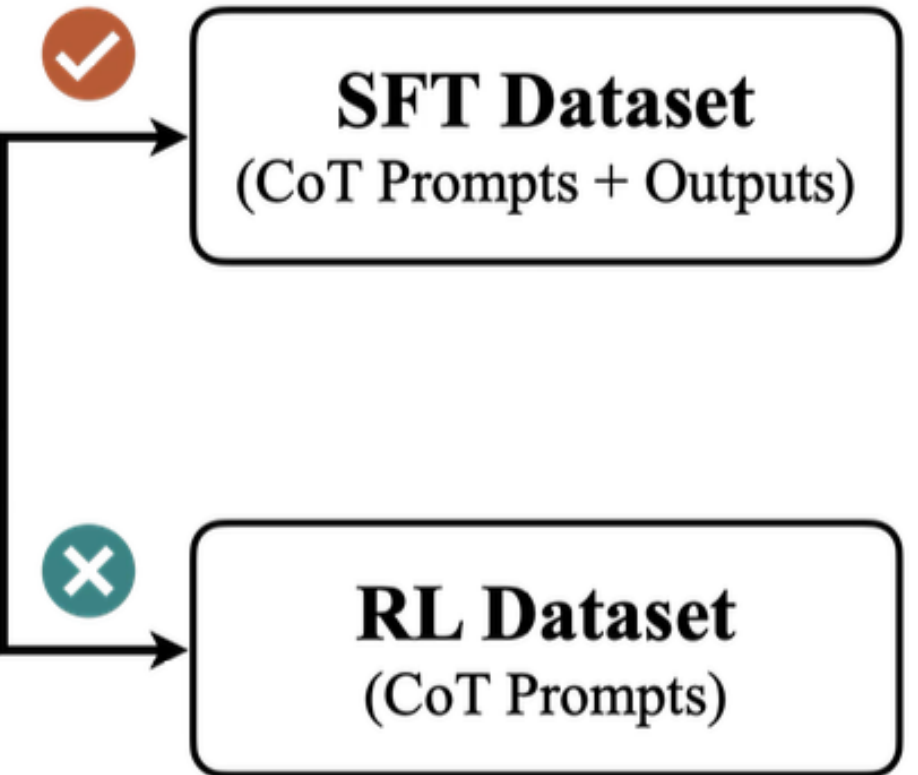 SFT Dataset
(CoT Prompts + Outputs)
RL Dataset
(CoT Prompts)